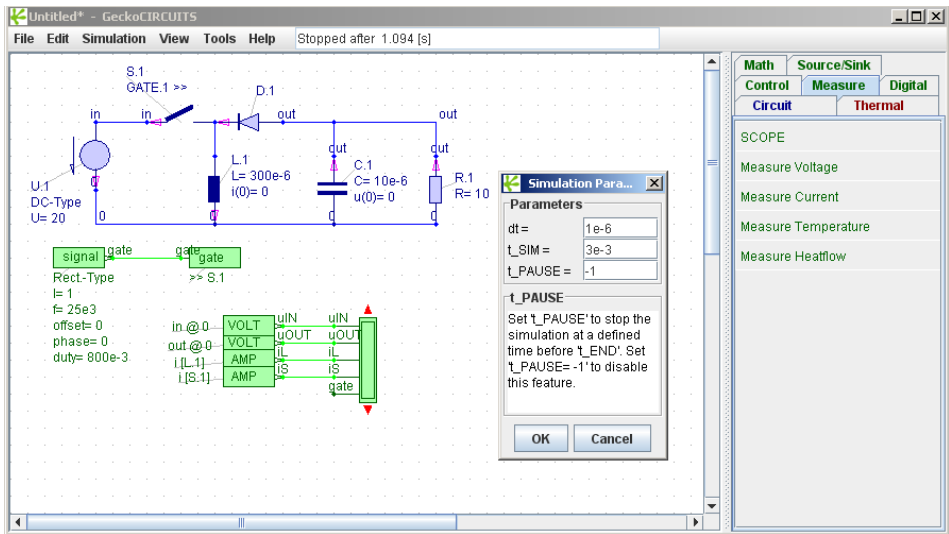 Untitled* - GeckoCIRCUITS
File Edit Simulation View Tools Help Stopped after 1.094 [s]
S.1
GATE.1 >>
D.1
in in out out
out out
L.1
L= 300e-6
i(0)= 0
C.1
C= 10e-6
u(0)= 0
R.1
R= 10
U.1
DC-Type
U= 20
0
0 0 0 0
signal gate gate gate
Rect.-Type
I= 1
f= 25e3
offset= 0
phase= 0
duty= 800e-3
>> S.1
in @ 0 VOLT uIN uIN
out @ 0 VOLT uOUT uOUT
i [L.1] AMP iL iL
i [S.1] AMP iS iS
gate
Simulation Para...
Parameters
dt = 1e-6
t_SIM = 3e-3
t_PAUSE = -1
t_PAUSE
Set 't_PAUSE' to stop the
simulation at a defined
time before 't_END'. Set
't_PAUSE= -1' to disable
this feature.
OK Cancel
Math Source/Sink
Control Measure Digital
Circuit Thermal
SCOPE
Measure Voltage
Measure Current
Measure Temperature
Measure Heatflow